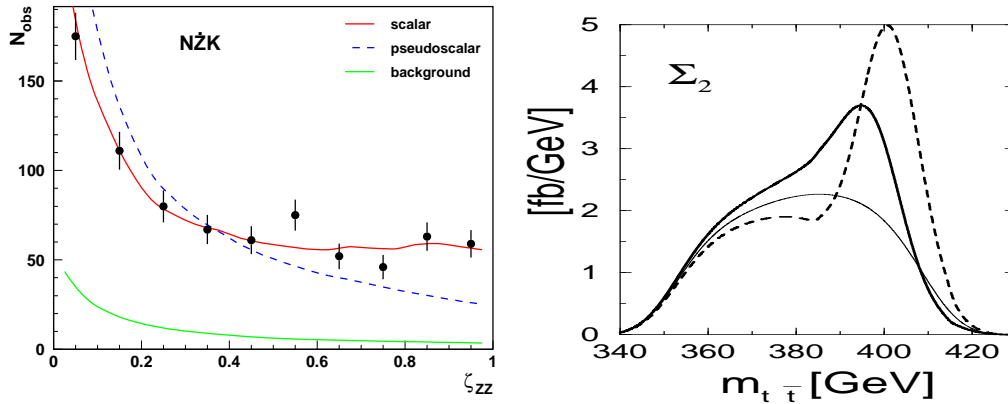 N_obs
NŻK
scalar
pseudoscalar
background
150
100
50
0
0 0.2 0.4 0.6 0.8 1
ζ_ZZ
[fb/GeV]
Σ_2
5
4
3
2
1
0
340 360 380 400 420
m_{t t̄} [GeV]